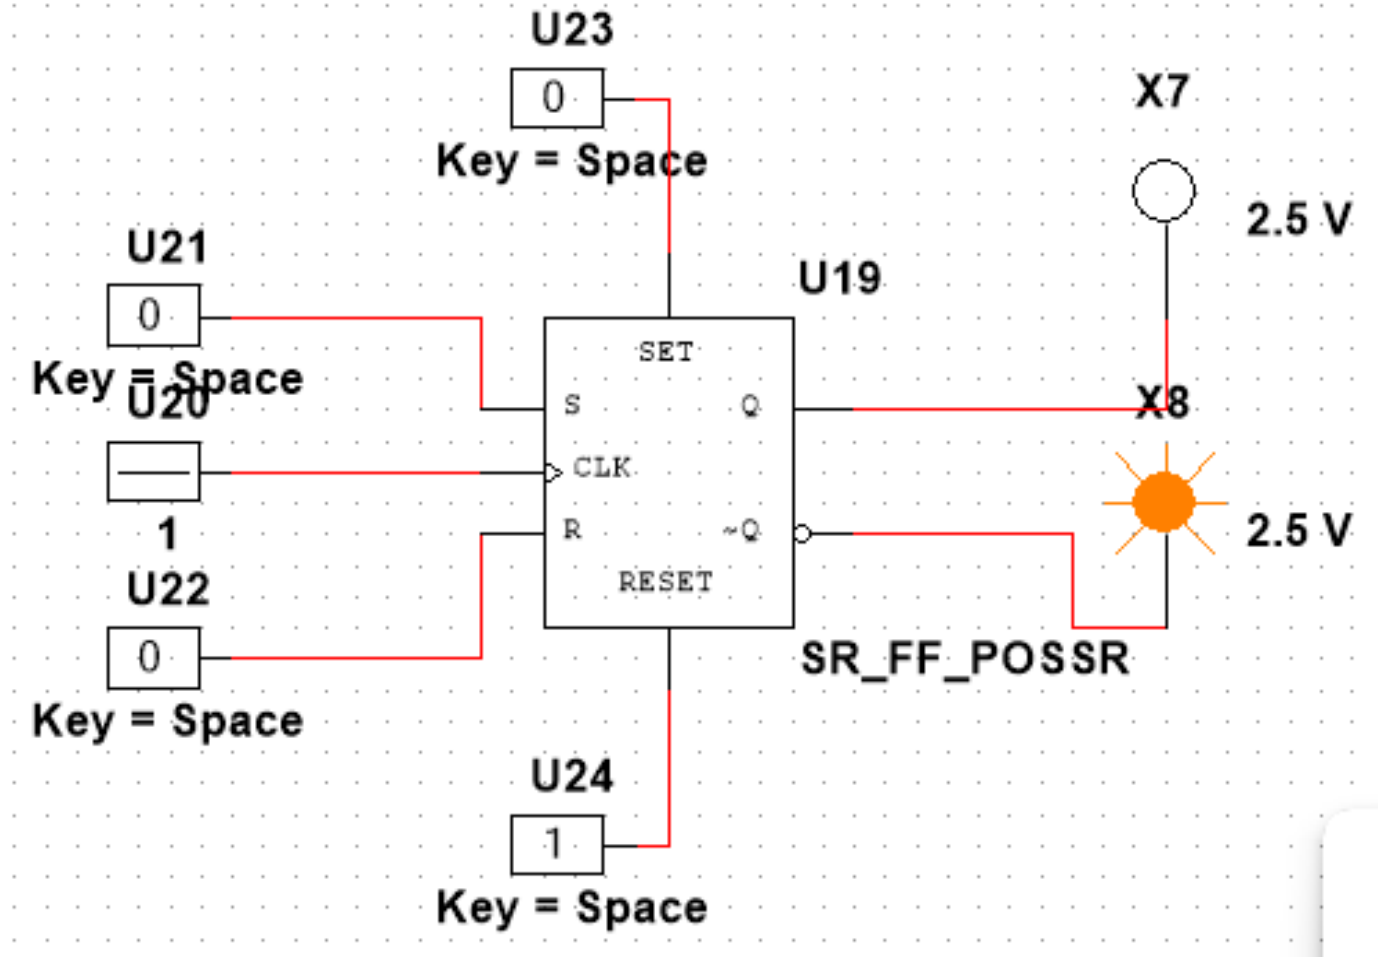 U23
0
Key = Space
X7
2.5 V
U21
0
Key = Space
U19
U20
1
SET
S
Q
CLK
R
~Q
RESET
X8
2.5 V
U22
0
Key = Space
SR_FF_POSSR
U24
1
Key = Space